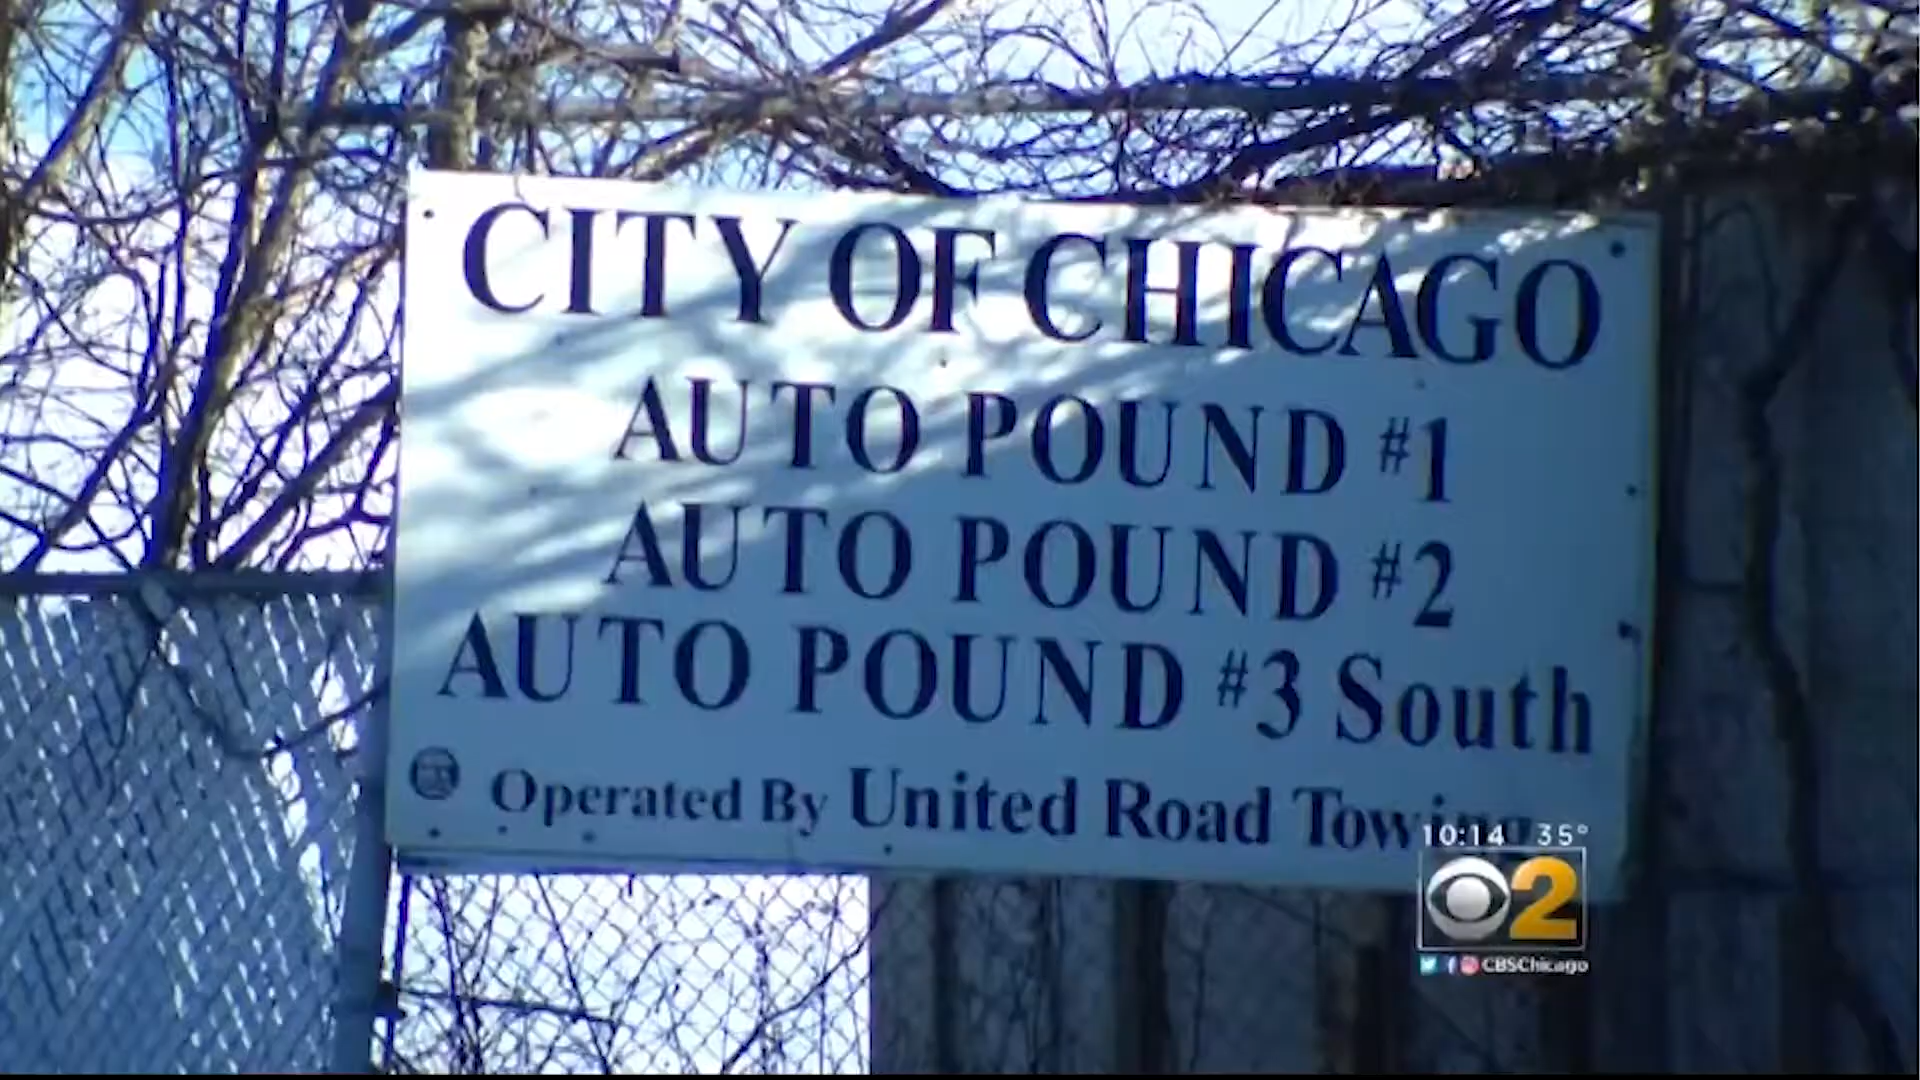 CITY OF CHICAGO
AUTO POUND #1
AUTO POUND #2
AUTO POUND #3 South
Operated By United Road Towing
10:14 35°
2
CBSChicago